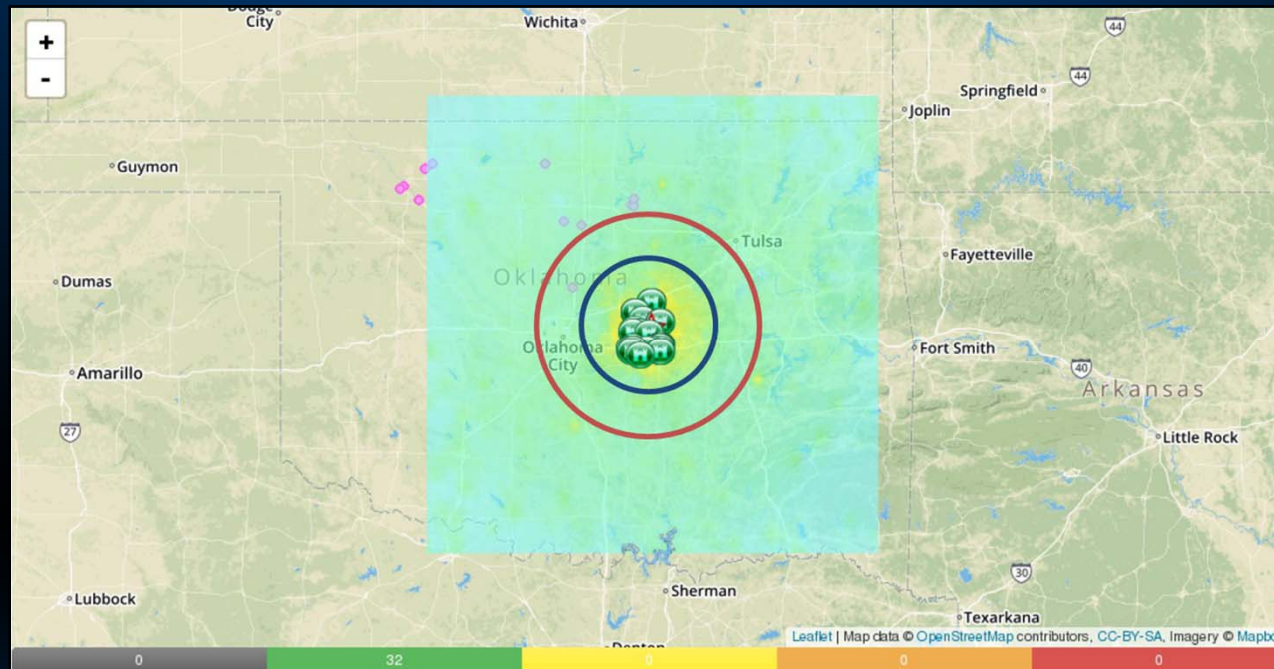 City
Wichita
44
+
-
44
Springfield
Joplin
Guymon
Tulsa
Fayetteville
Oklahoma
Dumas
H
Oklahoma
City
Fort Smith
Amarillo
40
Arkansas
27
Little Rock
30
Sherman
Lubbock
Texarkana
Leaflet | Map data © OpenStreetMap contributors, CC-BY-SA, Imagery © Mapbo
0
32
0
0
0